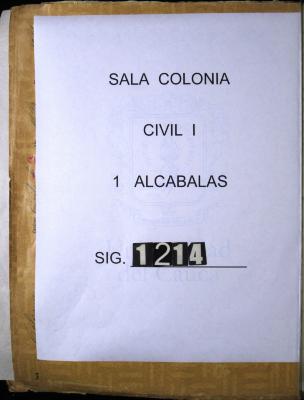 SALA COLONIA
CIVIL I
1 ALCABALAS
SIG. 1214